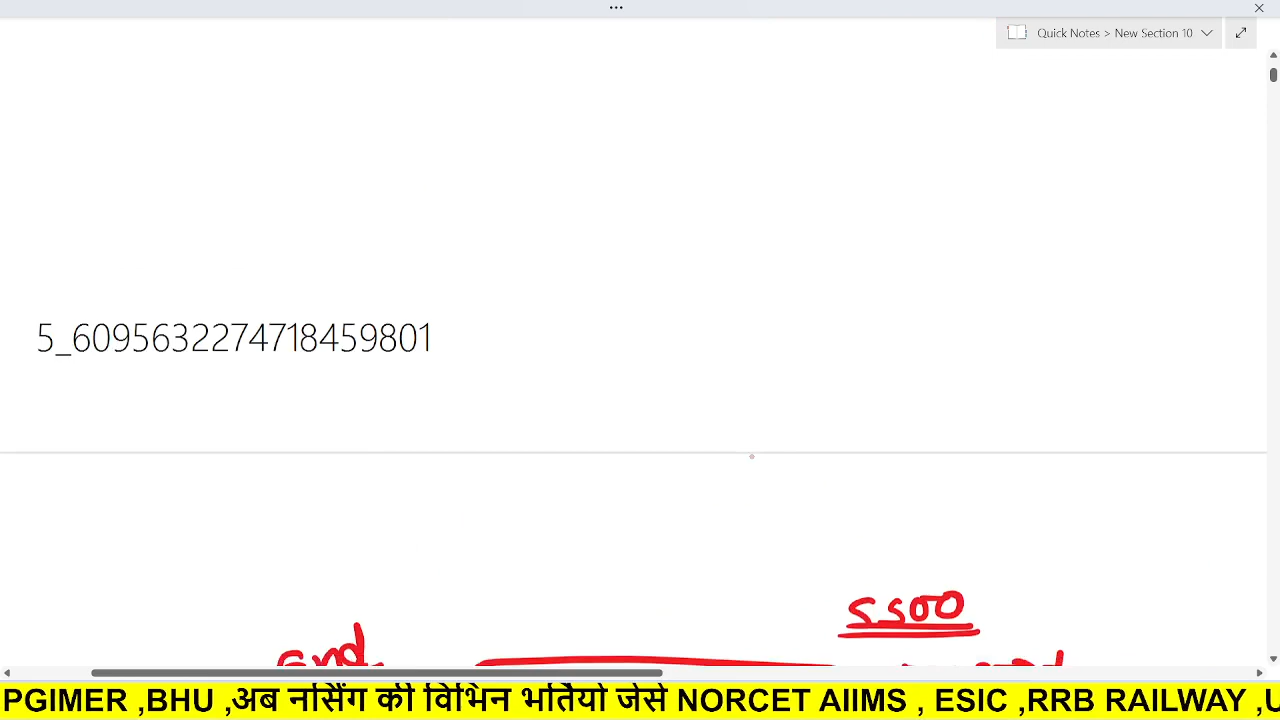 Quick Notes > New Section 10
5_6095632274718459801
5500
PGIMER ,BHU ,अब नर्सिंग की विभिन भर्तियो जेसे NORCET AIIMS , ESIC ,RRB RAILWAY ,U